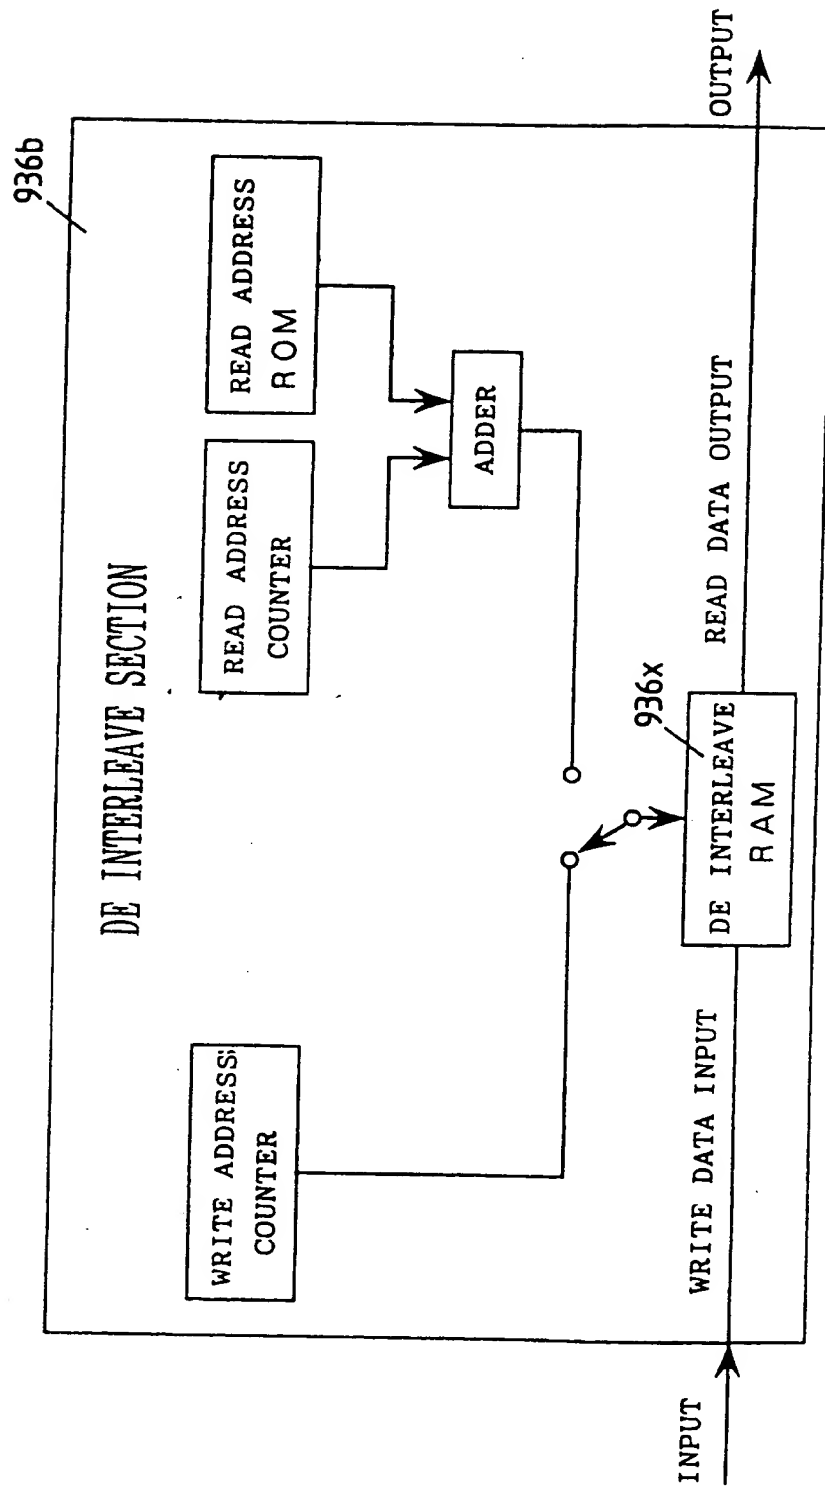 936b
DE INTERLEAVE SECTION
WRITE ADDRESS
COUNTER
READ ADDRESS
COUNTER
READ ADDRESS
ROM
ADDER
936x
INPUT
WRITE DATA INPUT
DE INTERLEAVE
RAM
READ DATA OUTPUT
OUTPUT